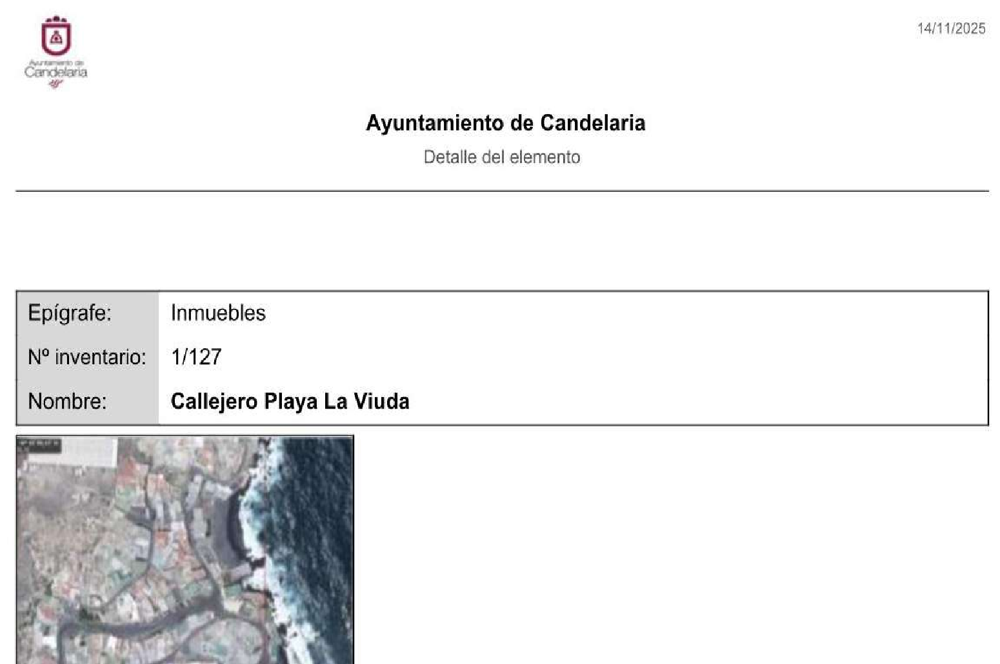 Ayuntamiento de
Candelaria
14/11/2025
Ayuntamiento de Candelaria
Detalle del elemento
Epígrafe: Inmuebles
Nº inventario: 1/127
Nombre: Callejero Playa La Viuda